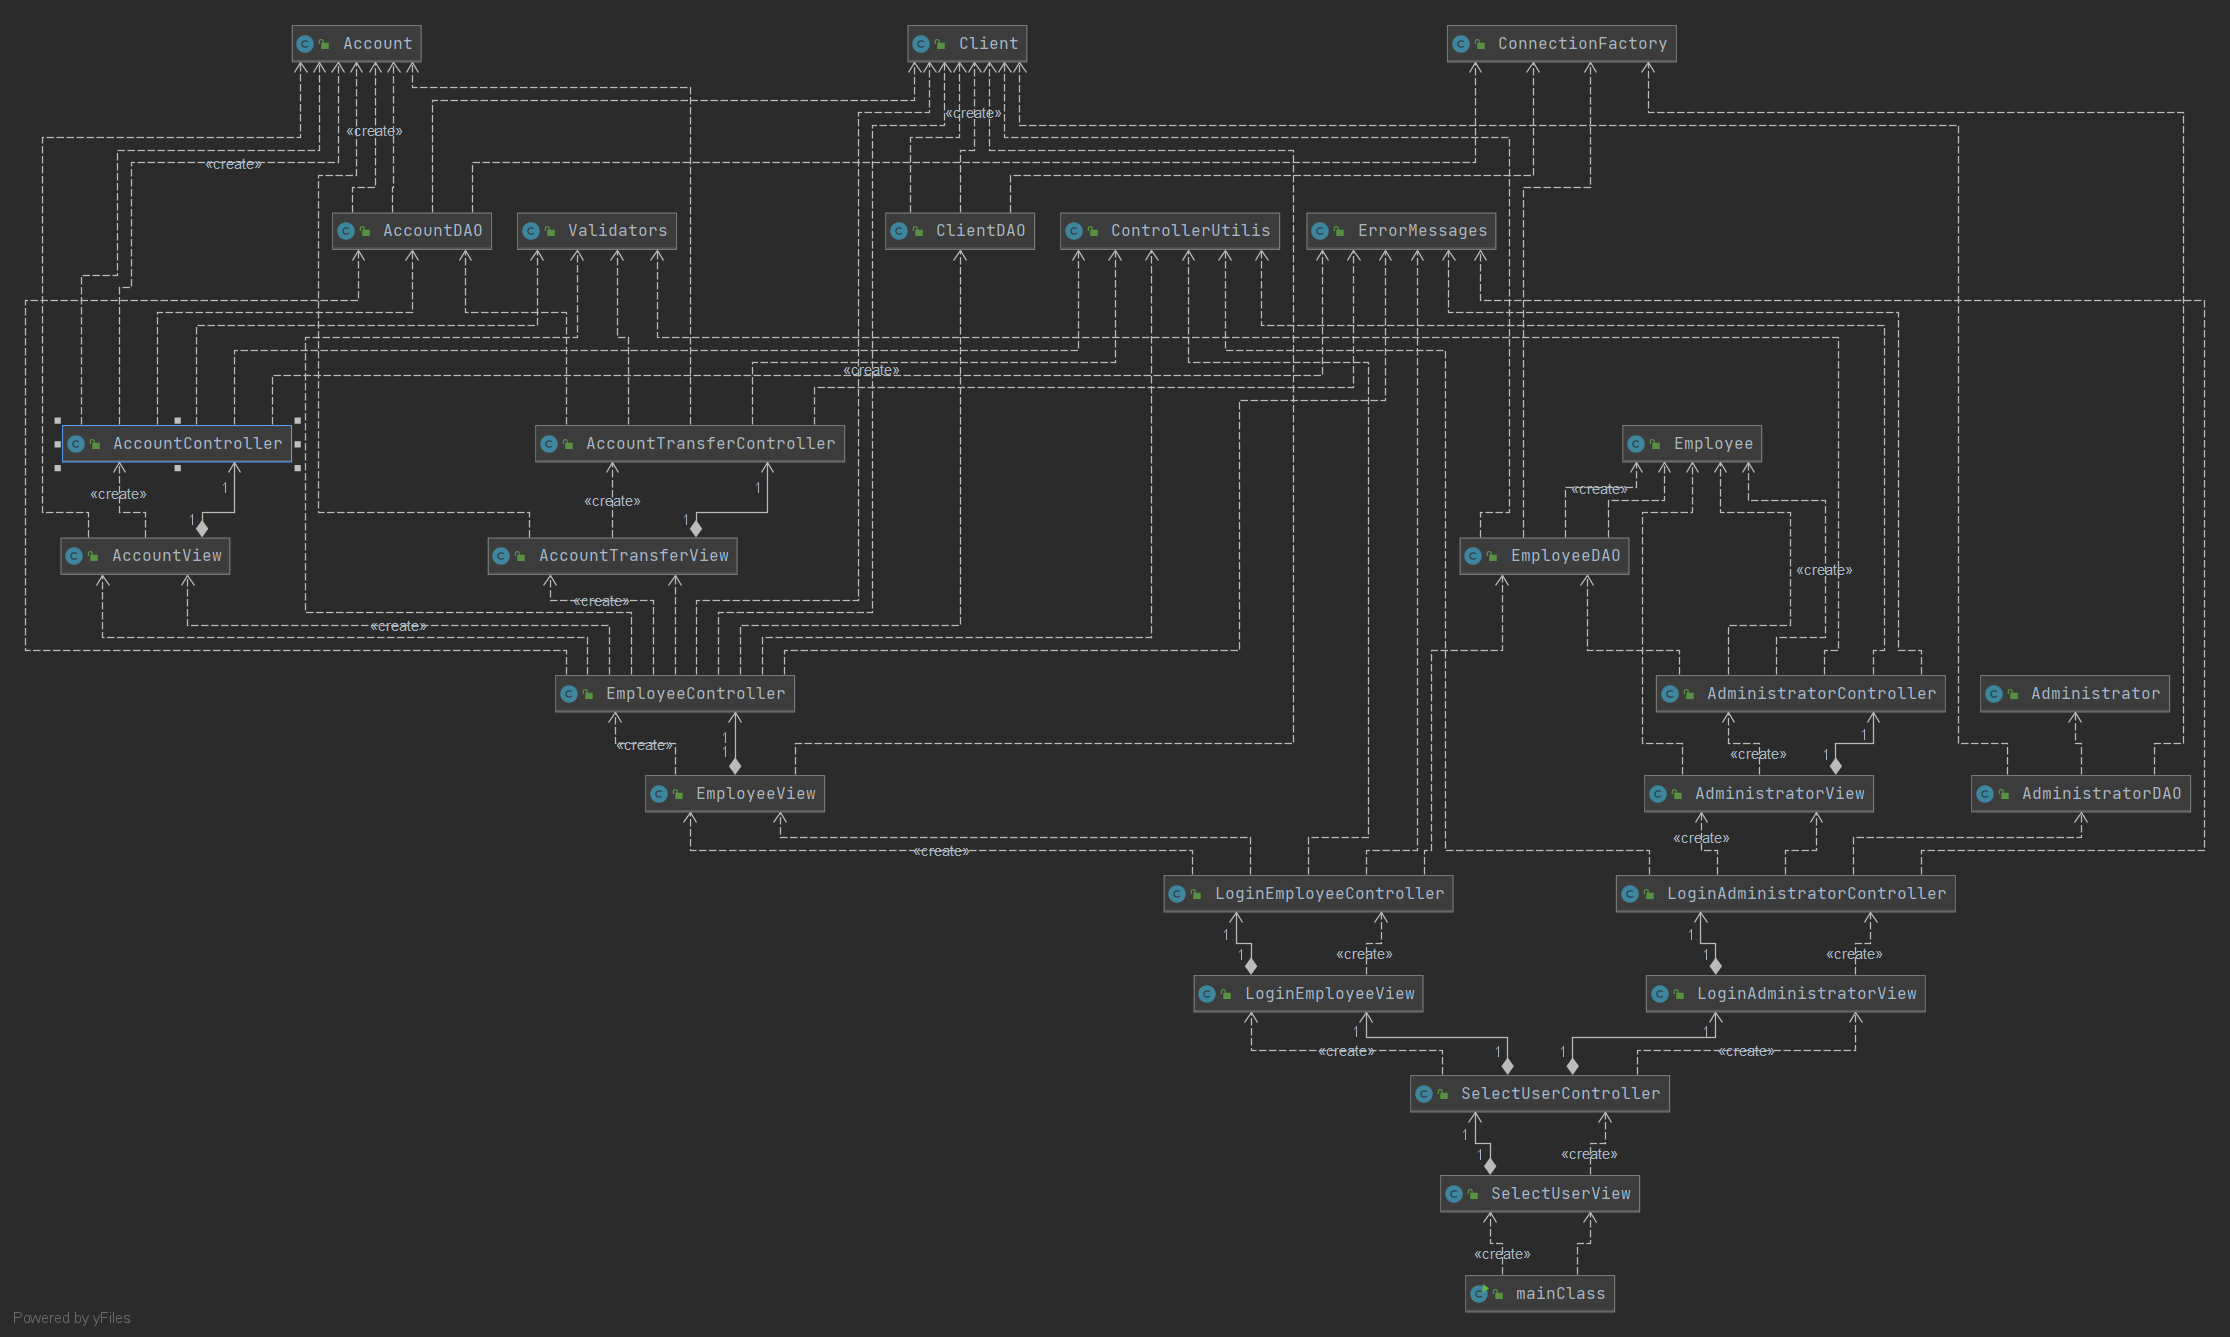 Account
Client
ConnectionFactory
«create»
«create»
«create»
AccountDAO
Validators
ClientDAO
ControllerUtilis
ErrorMessages
«create»
AccountController
AccountTransferController
Employee
«create»
1
«create»
1
«create»
1
1
AccountView
AccountTransferView
EmployeeDAO
«create»
«create»
«create»
EmployeeController
AdministratorController
Administrator
«create»
1
1
1
1
«create»
EmployeeView
AdministratorView
AdministratorDAO
«create»
«create»
LoginEmployeeController
LoginAdministratorController
1
1
«create»
1
1
«create»
LoginEmployeeView
LoginAdministratorView
1
1
«create»
1
1
«create»
SelectUserController
1
1
«create»
SelectUserView
«create»
mainClass
Powered by yFiles